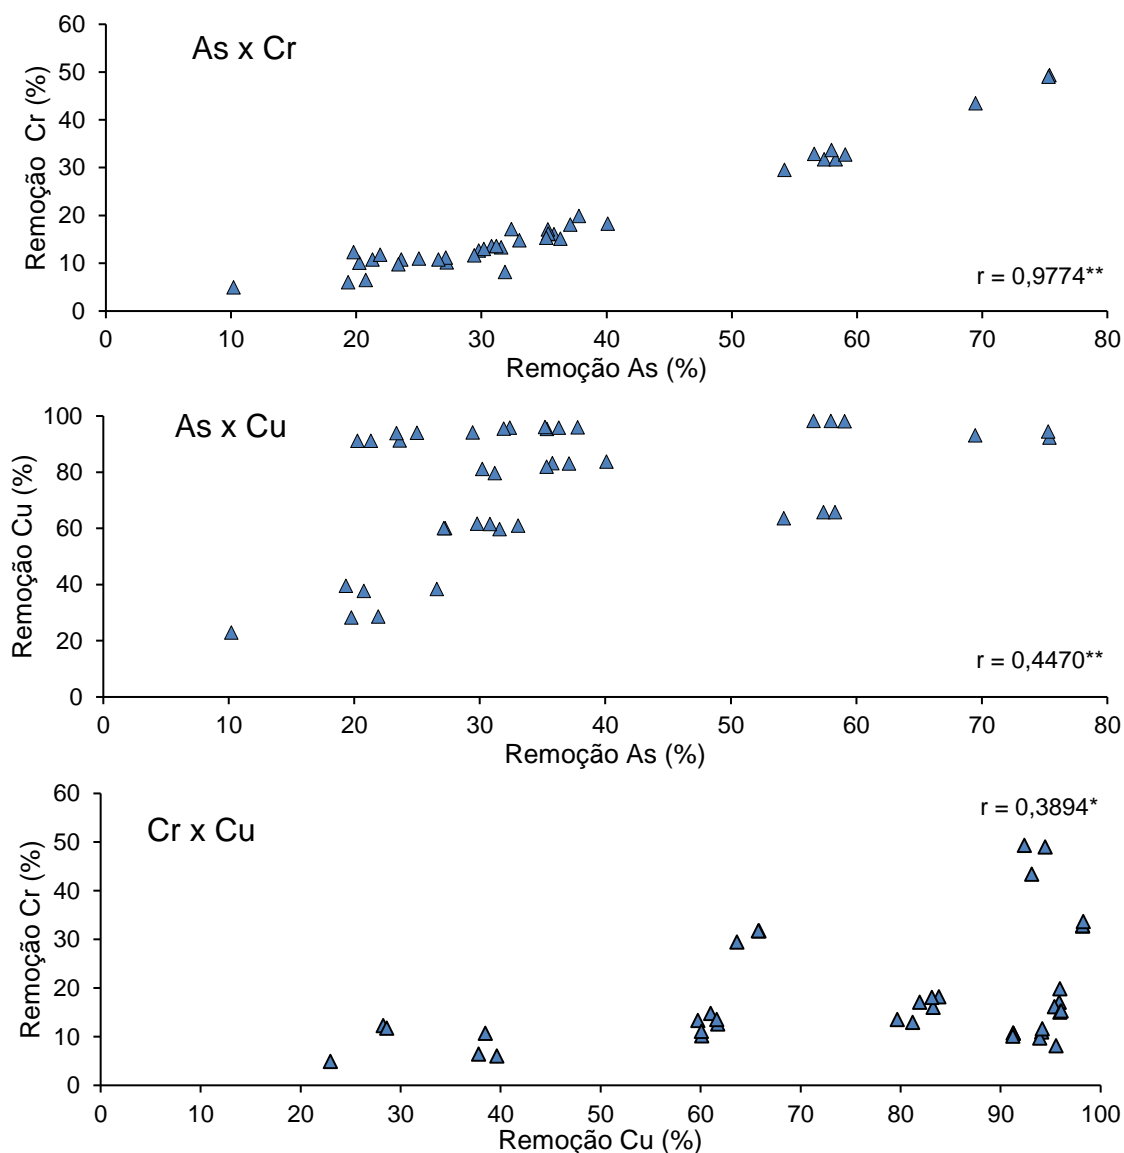 As x Cr
60
50
40
30
20
10
0
Remoção Cr (%)
r = 0,9774**
0 10 20 30 40 50 60 70 80
Remoção As (%)
As x Cu
100
80
60
40
20
0
Remoção Cu (%)
r = 0,4470**
0 10 20 30 40 50 60 70 80
Remoção As (%)
Cr x Cu
r = 0,3894*
60
50
40
30
20
10
0
Remoção Cr (%)
0 10 20 30 40 50 60 70 80 90 100
Remoção Cu (%)